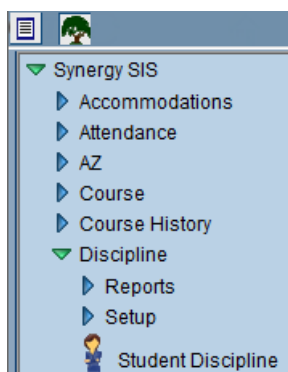 Synergy SIS
Accommodations
Attendance
AZ
Course
Course History
Discipline
Reports
Setup
Student Discipline